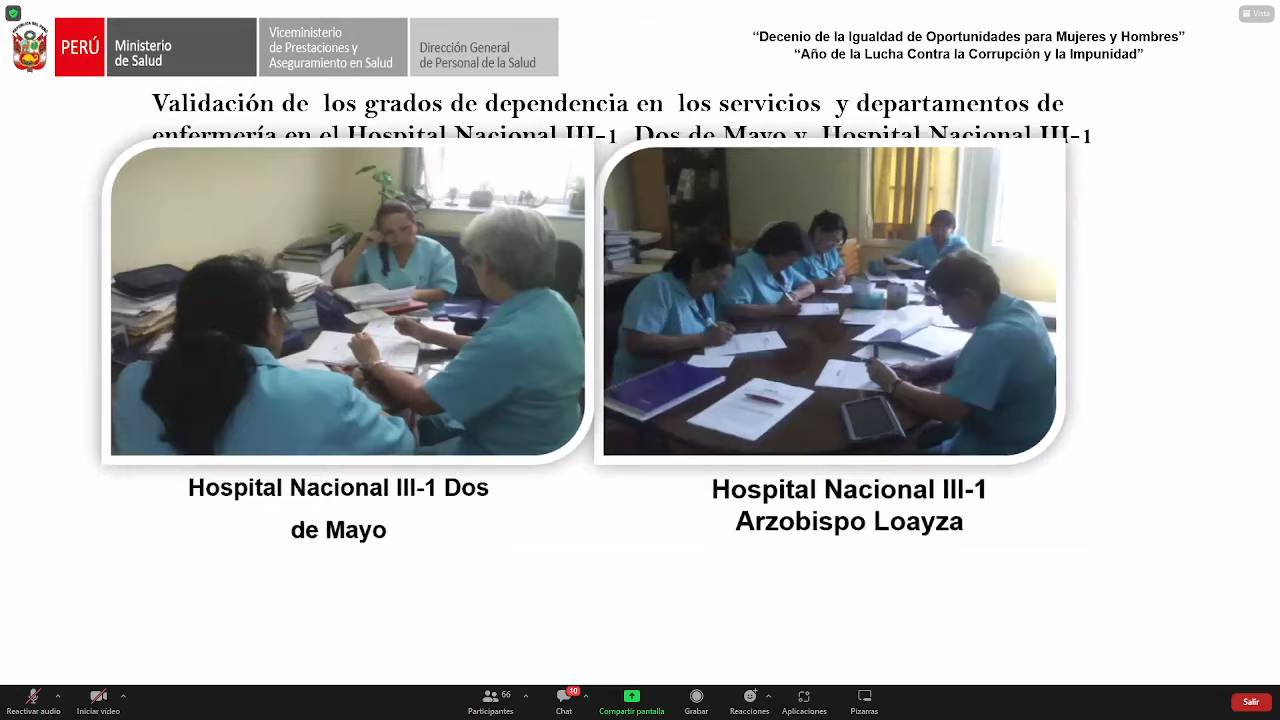 Vista
REPUBLICA DEL PERU
PERÚ
Ministerio
de Salud
Viceministerio
de Prestaciones y
Aseguramiento en Salud
Dirección General
de Personal de la Salud
“Decenio de la Igualdad de Oportunidades para Mujeres y Hombres”
“Año de la Lucha Contra la Corrupción y la Impunidad”
Validación de los grados de dependencia en los servicios y departamentos de
enfermería en el Hospital Nacional III-1 Dos de Mayo y Hospital Nacional III-1
Hospital Nacional III-1 Dos
de Mayo
Hospital Nacional III-1
Arzobispo Loayza
Reactivar audio
Iniciar video
66
Participantes
10
Chat
Compartir pantalla
Grabar
Reacciones
Aplicaciones
Pizarras
Salir